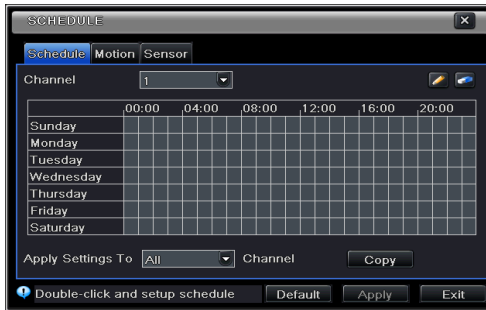 SCHEDULE
Schedule Motion Sensor
Channel 1
00:00 04:00 08:00 12:00 16:00 20:00
Sunday
Monday
Tuesday
Wednesday
Thursday
Friday
Saturday
Apply Settings To All Channel Copy
Double-click and setup schedule Default Apply Exit